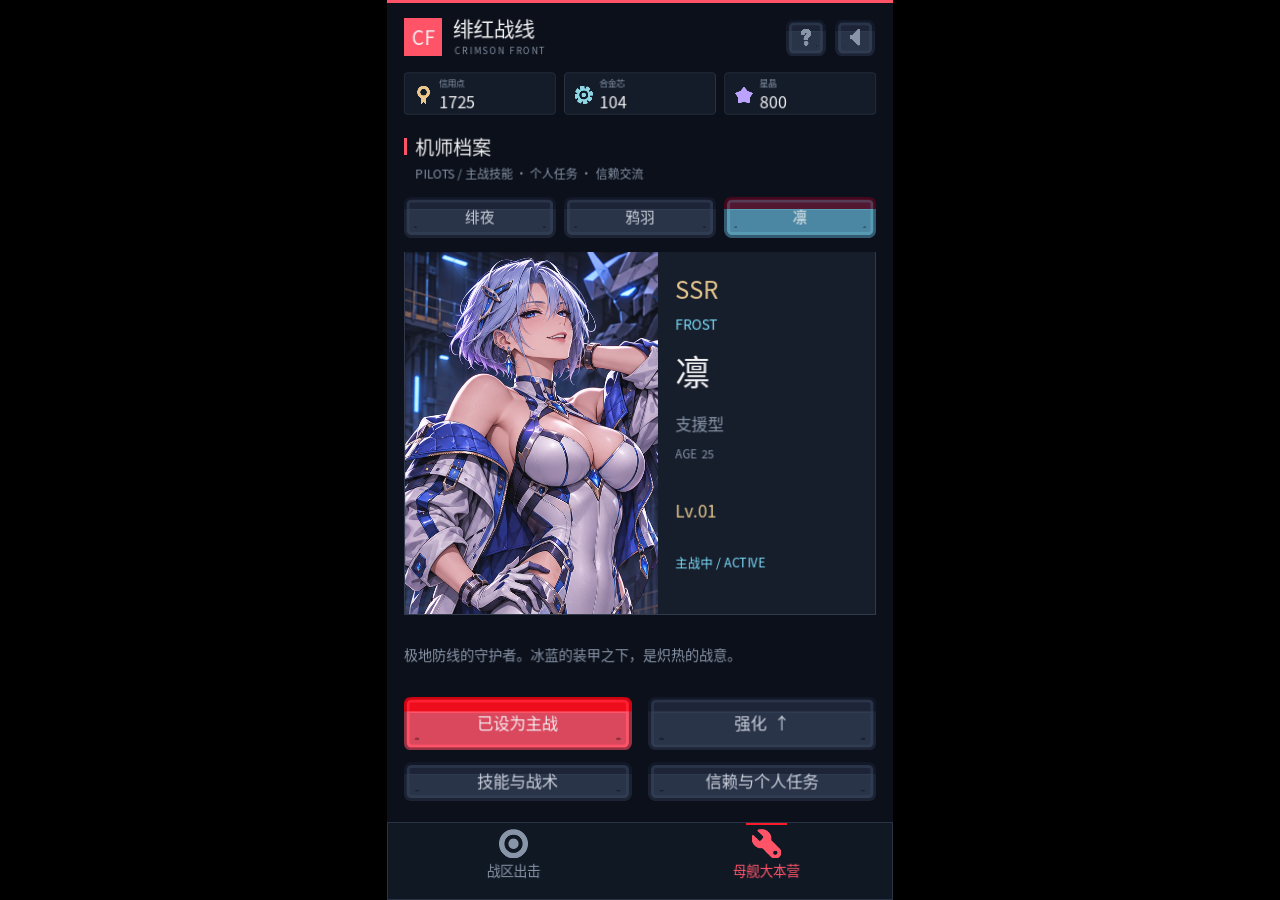 CF
绯红战线
CRIMSON FRONT
?
信用点
1725
合金芯
104
星晶
800
机师档案
PILOTS / 主战技能 · 个人任务 · 信赖交流
绯夜
鸦羽
凛
SSR
FROST
凛
支援型
AGE 25
Lv.01
主战中 / ACTIVE
极地防线的守护者。冰蓝的装甲之下，是炽热的战意。
已设为主战
强化 ↑
技能与战术
信赖与个人任务
战区出击
母舰大本营